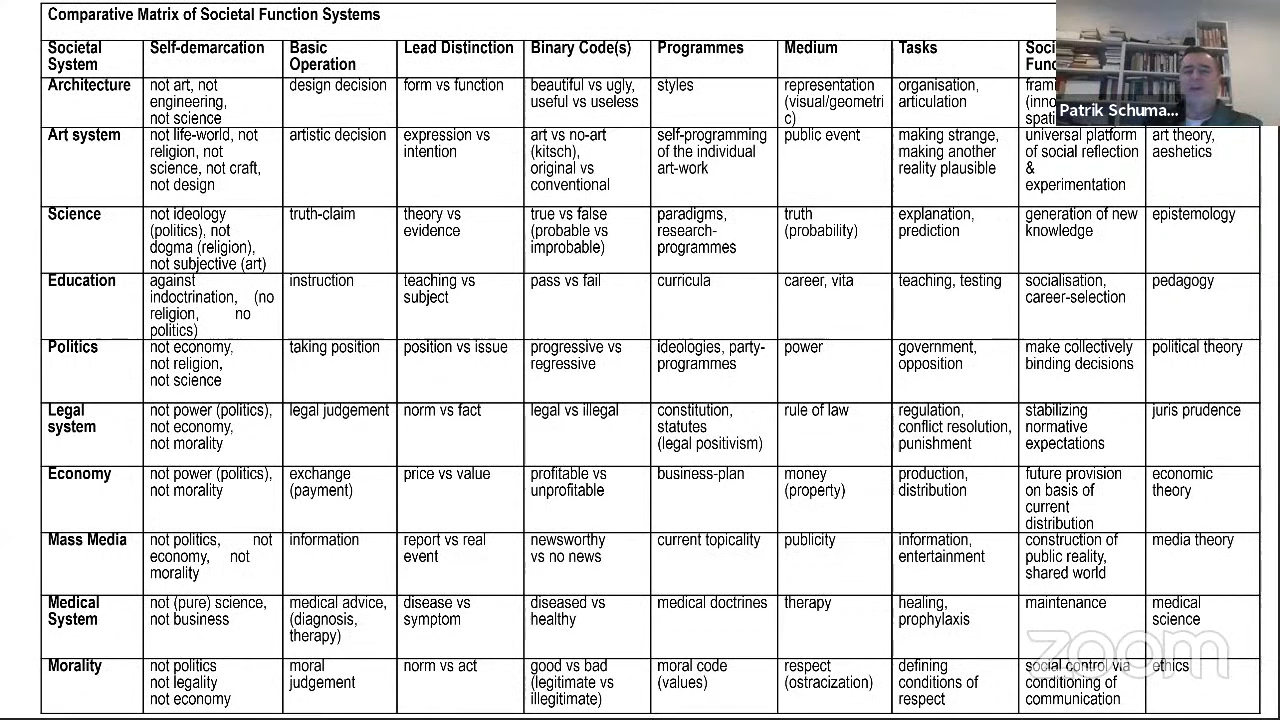 Comparative Matrix of Societal Function Systems
Societal System
Self-demarcation
Basic Operation
Lead Distinction
Binary Code(s)
Programmes
Medium
Tasks
Architecture
not art, not engineering, not science
design decision
form vs function
beautiful vs ugly, useful vs useless
styles
representation (visual/geometric)
organisation, articulation
Patrik Schuma...
Art system
not life-world, not religion, not science, not craft, not design
artistic decision
expression vs intention
art vs no-art (kitsch), original vs conventional
self-programming of the individual art-work
public event
making strange, making another reality plausible
universal platform of social reflection & experimentation
art theory, aeshetics
Science
not ideology (politics), not dogma (religion), not subjective (art)
truth-claim
theory vs evidence
true vs false (probable vs improbable)
paradigms, research-programmes
truth (probability)
explanation, prediction
generation of new knowledge
epistemology
Education
against indoctrination, (no religion, no politics)
instruction
teaching vs subject
pass vs fail
curricula
career, vita
teaching, testing
socialisation, career-selection
pedagogy
Politics
not economy, not religion, not science
taking position
position vs issue
progressive vs regressive
ideologies, party-programmes
power
government, opposition
make collectively binding decisions
political theory
Legal system
not power (politics), not economy, not morality
legal judgement
norm vs fact
legal vs illegal
constitution, statutes (legal positivism)
rule of law
regulation, conflict resolution, punishment
stabilizing normative expectations
juris prudence
Economy
not power (politics), not morality
exchange (payment)
price vs value
profitable vs unprofitable
business-plan
money (property)
production, distribution
future provision on basis of current distribution
economic theory
Mass Media
not politics, not economy, not morality
information
report vs real event
newsworthy vs no news
current topicality
publicity
information, entertainment
construction of public reality, shared world
media theory
Medical System
not (pure) science, not business
medical advice, (diagnosis, therapy)
disease vs symptom
diseased vs healthy
medical doctrines
therapy
healing, prophylaxis
maintenance
medical science
Morality
not politics not legality not economy
moral judgement
norm vs act
good vs bad (legitimate vs illegitimate)
moral code (values)
respect (ostracization)
defining conditions of respect
social control via conditioning of communication
ethics
zoom